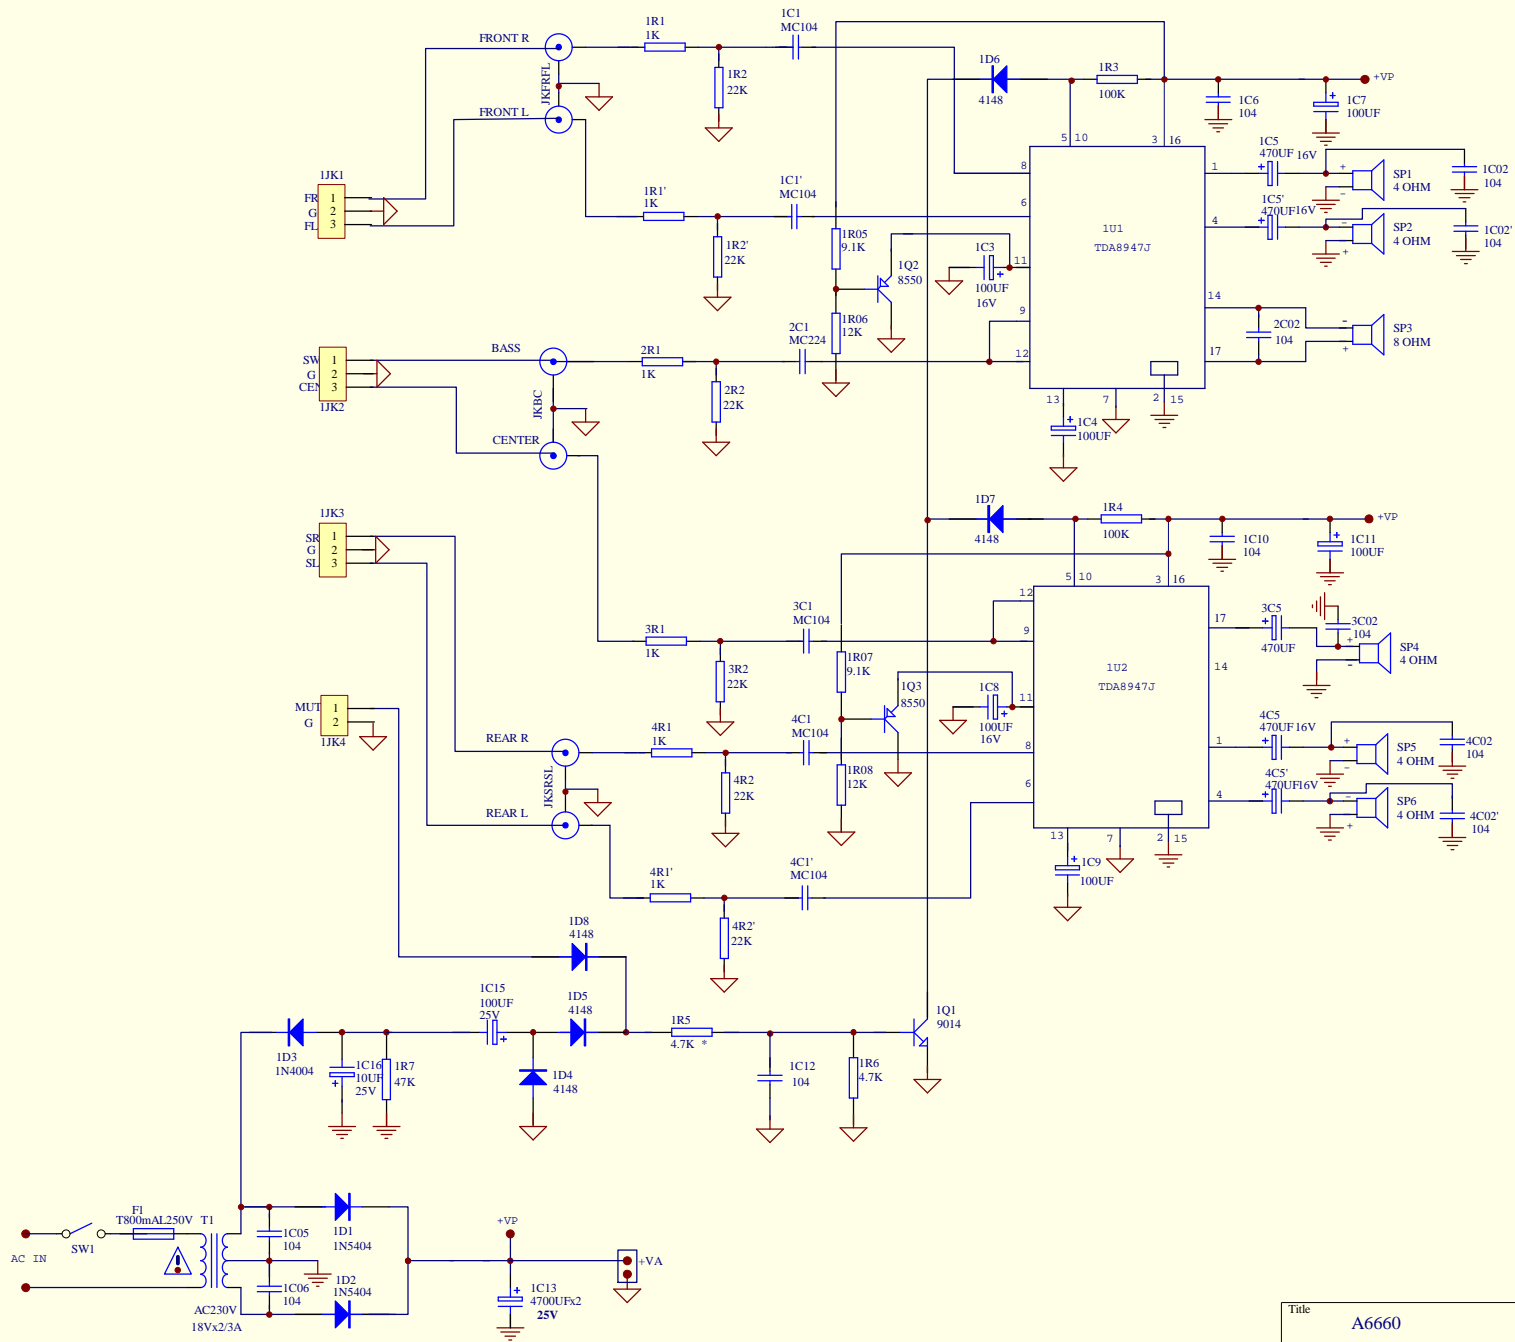 1C1
MC104
1R1
1K
FRONT R
1R2
22K
JKFRFL
FRONT L
1D6
4148
1R3
100K
+VP
1C6
104
1C7
100UF
5 10
3 16
8
1
1C5
470UF 16V
+
-
SP1
4 OHM
1C02
104
1JK1
FR
G
FL
1
2
3
1R1'
1K
1C1'
MC104
6
4
1C5'
470UF 16V
-
+
SP2
4 OHM
1C02'
104
1R2'
22K
1R05
9.1K
1U1
TDA8947J
1Q2
8550
1C3
100UF
16V
11
14
9
12
17
2C02
104
-
+
SP3
8 OHM
1R06
12K
2C1
MC224
BASS
2R1
1K
2R2
22K
SW
G
CEN
1
2
3
1JK2
JKBC
CENTER
13
7
2 15
1C4
100UF
1D7
4148
1R4
100K
+VP
1C10
104
1C11
100UF
1JK3
SR
G
SL
1
2
3
5 10
3 16
12
9
17
3C5
470UF
3C02
104
+
-
SP4
4 OHM
3C1
MC104
3R1
1K
3R2
22K
1R07
9.1K
1U2
TDA8947J
14
1Q3
8550
1C8
100UF
16V
11
8
6
1
4
4C5
470UF 16V
+
-
SP5
4 OHM
4C02
104
4C5'
470UF 16V
-
+
SP6
4 OHM
4C02'
104
MUT
G
1
2
1JK4
REAR R
JKSRSL
REAR L
4R1
1K
4C1
MC104
4R2
22K
1R08
12K
13
7
2 15
1C9
100UF
4R1'
1K
4C1'
MC104
4R2'
22K
1D8
4148
1C15
100UF
25V
1D5
4148
1R5
4.7K *
1Q1
9014
1D3
1N4004
1C16
10UF
25V
1R7
47K
1D4
4148
1C12
104
1R6
4.7K
F1
T800mAL250V
T1
SW1
AC IN
AC230V
18Vx2/3A
1C05
104
1C06
104
1D1
1N5404
1D2
1N5404
+VP
+VA
1C13
4700UFx2
25V
Title
A6660